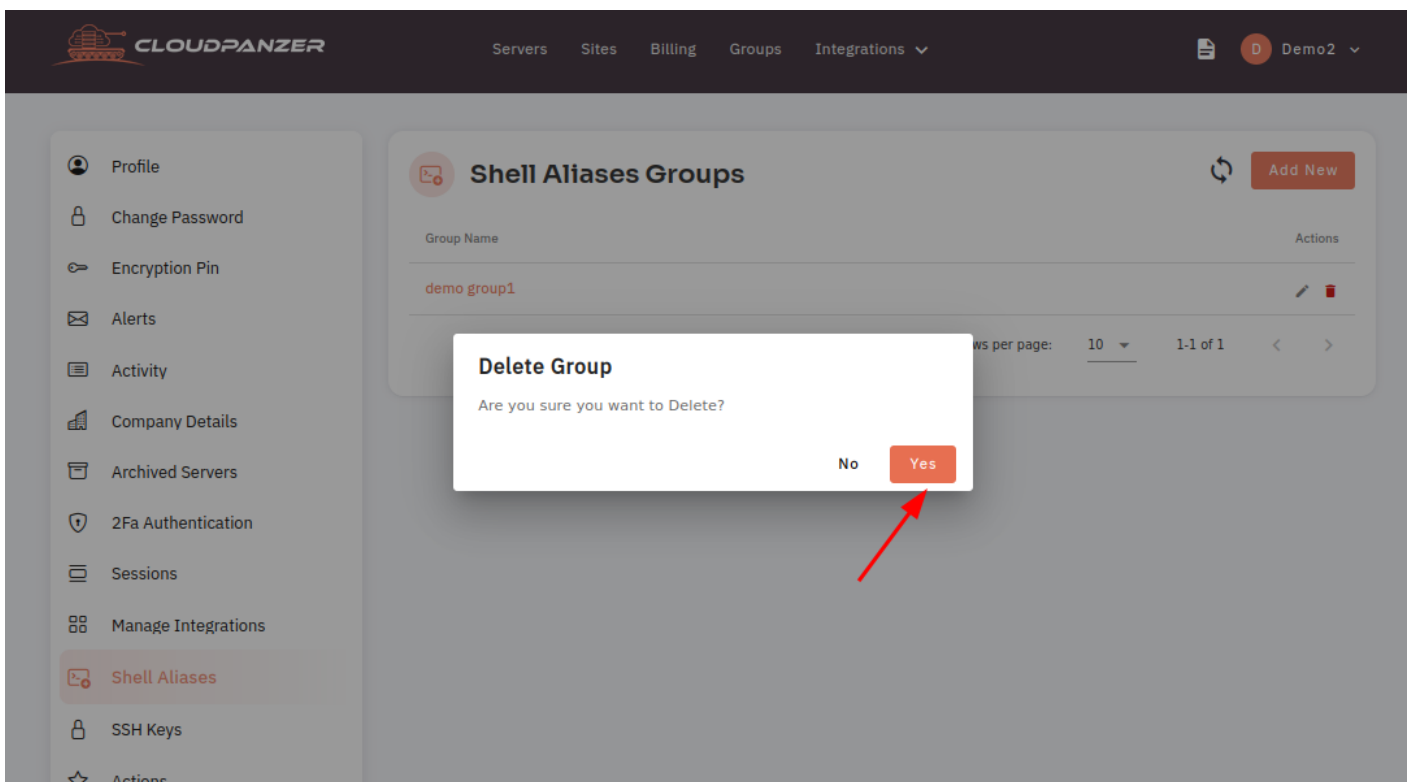 CLOUDPANZER
Servers Sites Billing Groups Integrations
D Demo2
Profile
Change Password
Encryption Pin
Alerts
Activity
Company Details
Archived Servers
2Fa Authentication
Sessions
Manage Integrations
Shell Aliases
SSH Keys
Actions
Shell Aliases Groups
Add New
Group Name Actions
demo group1
per page: 10 1-1 of 1
Delete Group
Are you sure you want to Delete?
No Yes